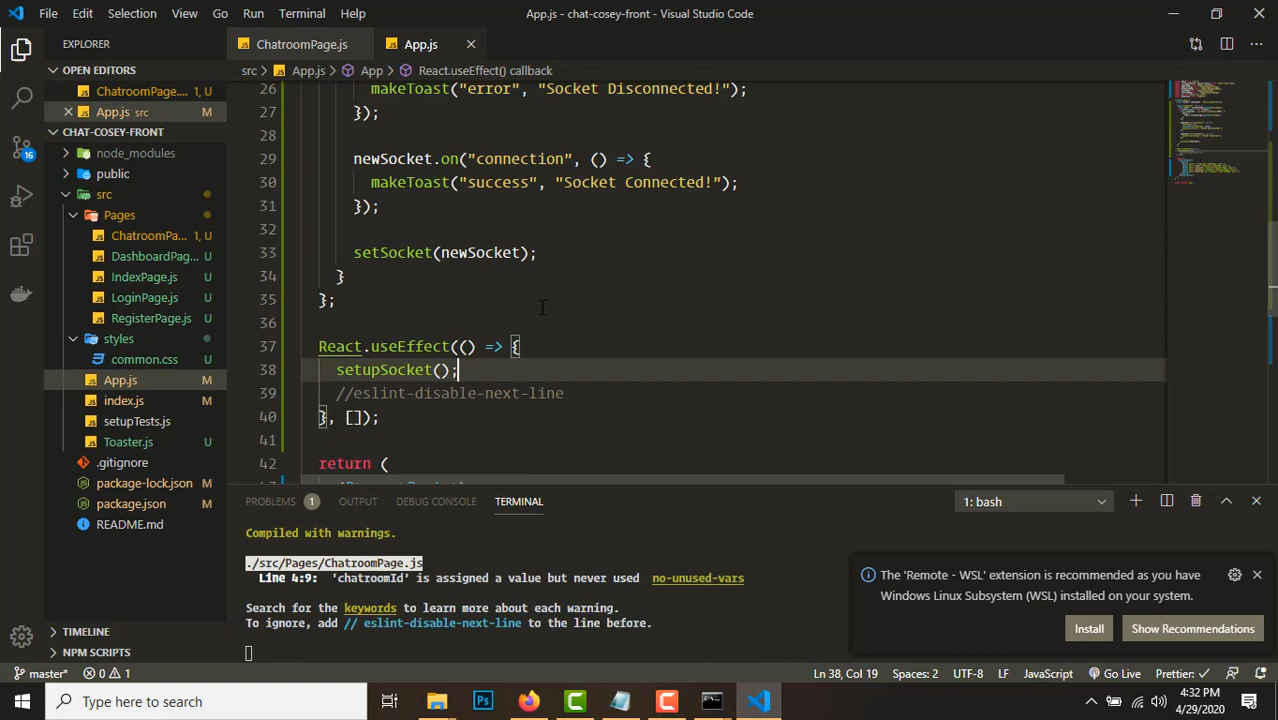 File Edit Selection View Go Run Terminal Help App.js - chat-cosey-front - Visual Studio Code
EXPLORER
ChatroomPage.js App.js
OPEN EDITORS
src > App.js > App > React.useEffect() callback
ChatroomPage.... 1, U
App.js src M
CHAT-COSEY-FRONT
node_modules
public
src
Pages
ChatroomPa... 1, U
DashboardPag... U
IndexPage.js U
LoginPage.js U
RegisterPage.js U
styles
common.css U
App.js M
index.js M
setupTests.js
Toaster.js U
.gitignore
package-lock.json M
package.json M
README.md
TIMELINE
NPM SCRIPTS
26 makeToast("error", "Socket Disconnected!");
27 });
28
29 newSocket.on("connection", () => {
30 makeToast("success", "Socket Connected!");
31 });
32
33 setSocket(newSocket);
34 }
35 };
36
37 React.useEffect(() => {
38 setupSocket();
39 //eslint-disable-next-line
40 }, []);
41
42 return (
PROBLEMS 1 OUTPUT DEBUG CONSOLE TERMINAL 1: bash
Compiled with warnings.
./src/Pages/ChatroomPage.js
Line 4:9: 'chatroomId' is assigned a value but never used no-unused-vars
Search for the keywords to learn more about each warning.
To ignore, add // eslint-disable-next-line to the line before.
The 'Remote - WSL' extension is recommended as you have
Windows Linux Subsystem (WSL) installed on your system.
Install Show Recommendations
16
master* 0 1 Ln 38, Col 19 Spaces: 2 UTF-8 LF JavaScript Go Live Prettier: ✓
Type here to search
Ps
4:32 PM
4/29/2020